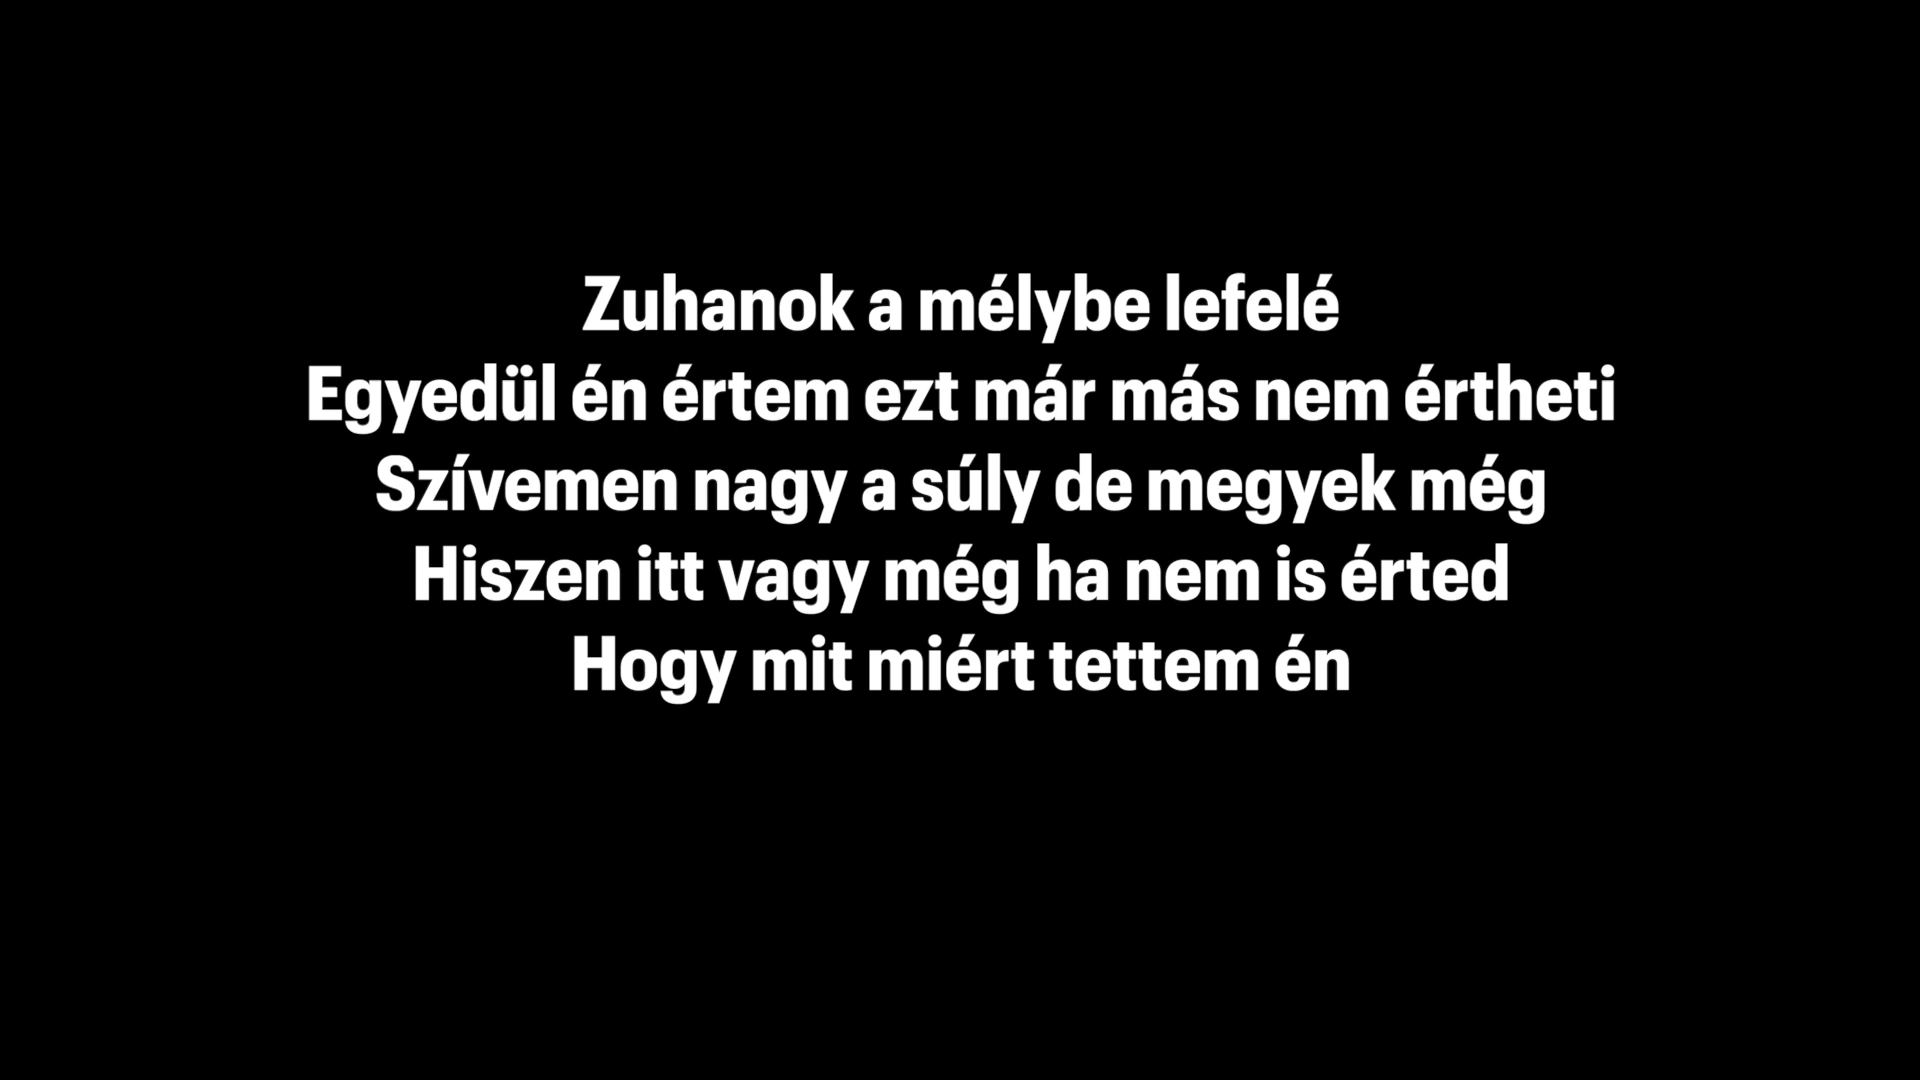 Zuhanok a mélybe lefelé
Egyedül én értem ezt már más nem értheti
Szívemen nagy a súly de megyek még
Hiszen itt vagy még ha nem is érted
Hogy mit miért tettem én